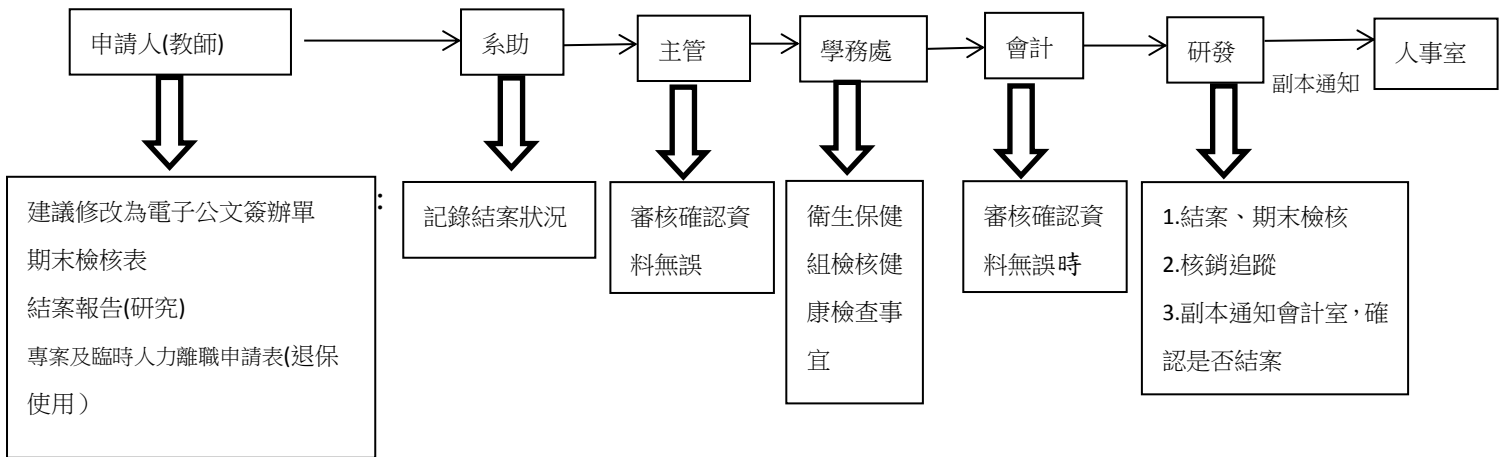 申請人(教師)
系助
主管
學務處
會計
研發
副本通知
人事室
建議修改為電子公文簽辦單
期末檢核表
結案報告(研究)
專案及臨時人力離職申請表(退保
使用)
:
記錄結案狀況
審核確認資
料無誤
衛生保健
組檢核健
康檢查事
宜
審核確認資
料無誤時
1.結案、期末檢核
2.核銷追蹤
3.副本通知會計室,確
認是否結案